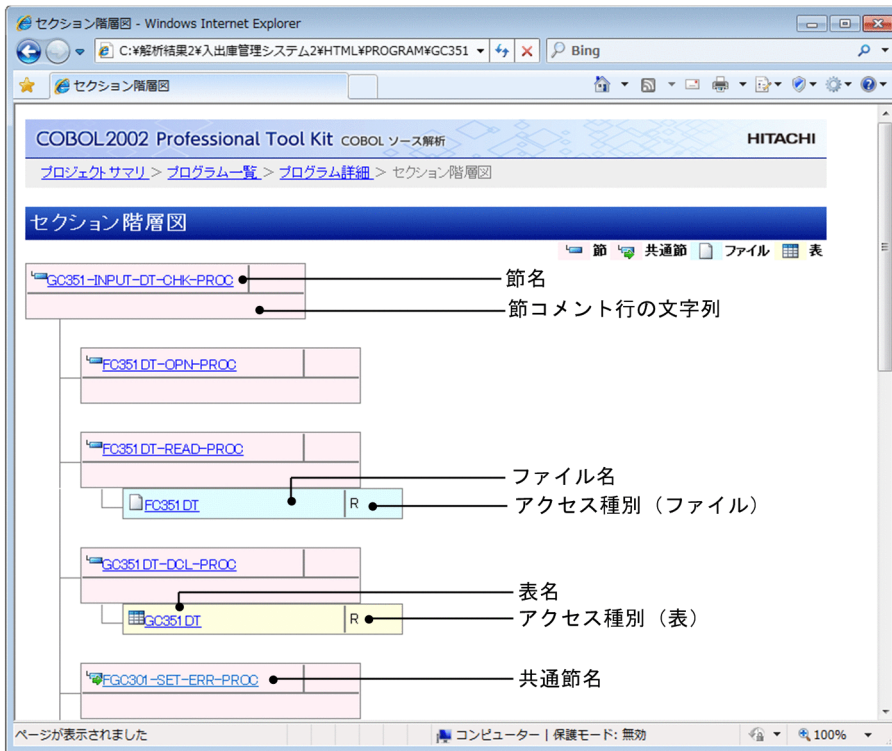 セクション階層図 - Windows Internet Explorer
C:¥解析結果2¥入出庫管理システム2¥HTML¥PROGRAM¥GC351
Bing
セクション階層図
COBOL2002 Professional Tool Kit COBOL ソース解析 HITACHI
プロジェクトサマリ > プログラム一覧 > プログラム詳細 > セクション階層図
セクション階層図
節 共通節 ファイル 表
GC351-INPUT-DT-CHK-PROC
節名
節コメント行の文字列
FC351DT-OPN-PROC
FC351DT-READ-PROC
ファイル名
FC351DT R
アクセス種別（ファイル）
GC351DT-DCL-PROC
表名
GC351DT R
アクセス種別（表）
FGC301-SET-ERR-PROC
共通節名
ページが表示されました コンピューター | 保護モード: 無効 100%